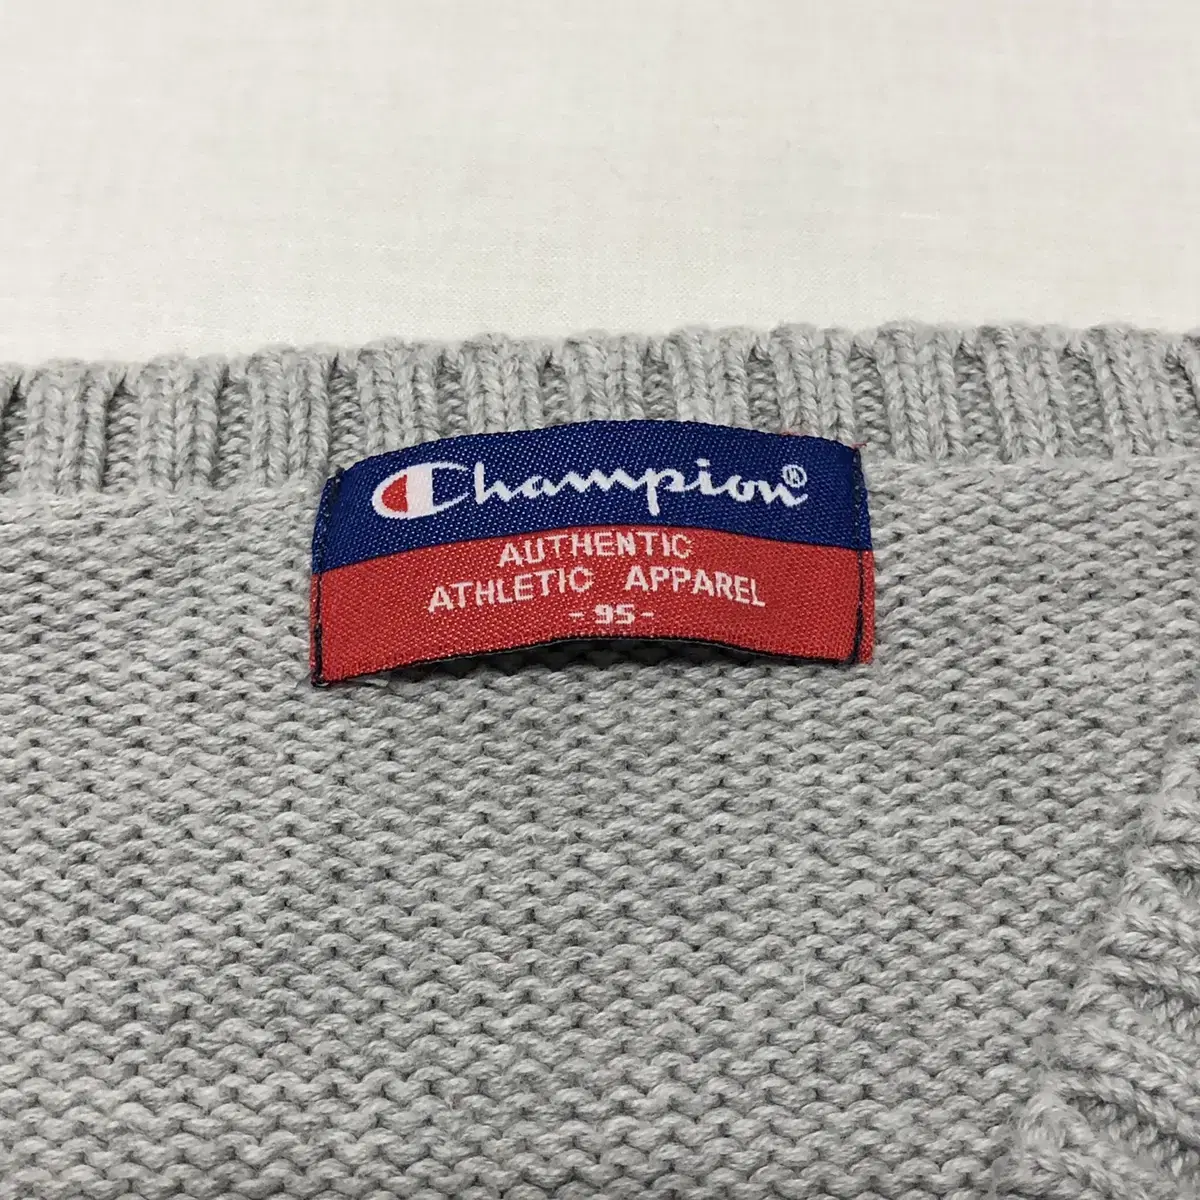 Champion®
AUTHENTIC
ATHLETIC APPAREL
-95-